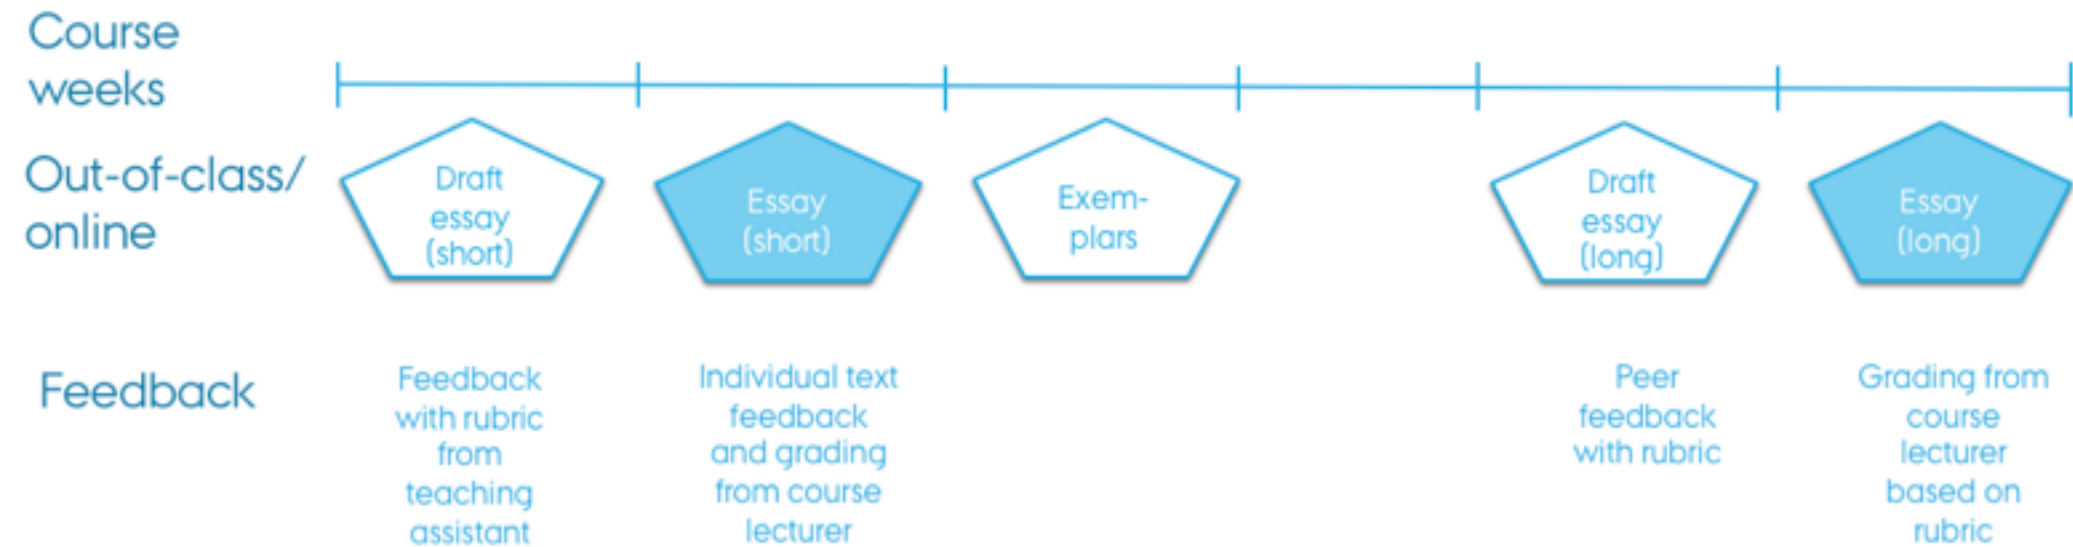 Course
weeks
Out-of-class/
online
Draft
essay
(short)
Essay
(short)
Exem-
plars
Draft
essay
(long)
Essay
(long)
Feedback
Feedback
with rubric
from
teaching
assistant
Individual text
feedback
and grading
from course
lecturer
Peer
feedback
with rubric
Grading from
course
lecturer
based on
rubric